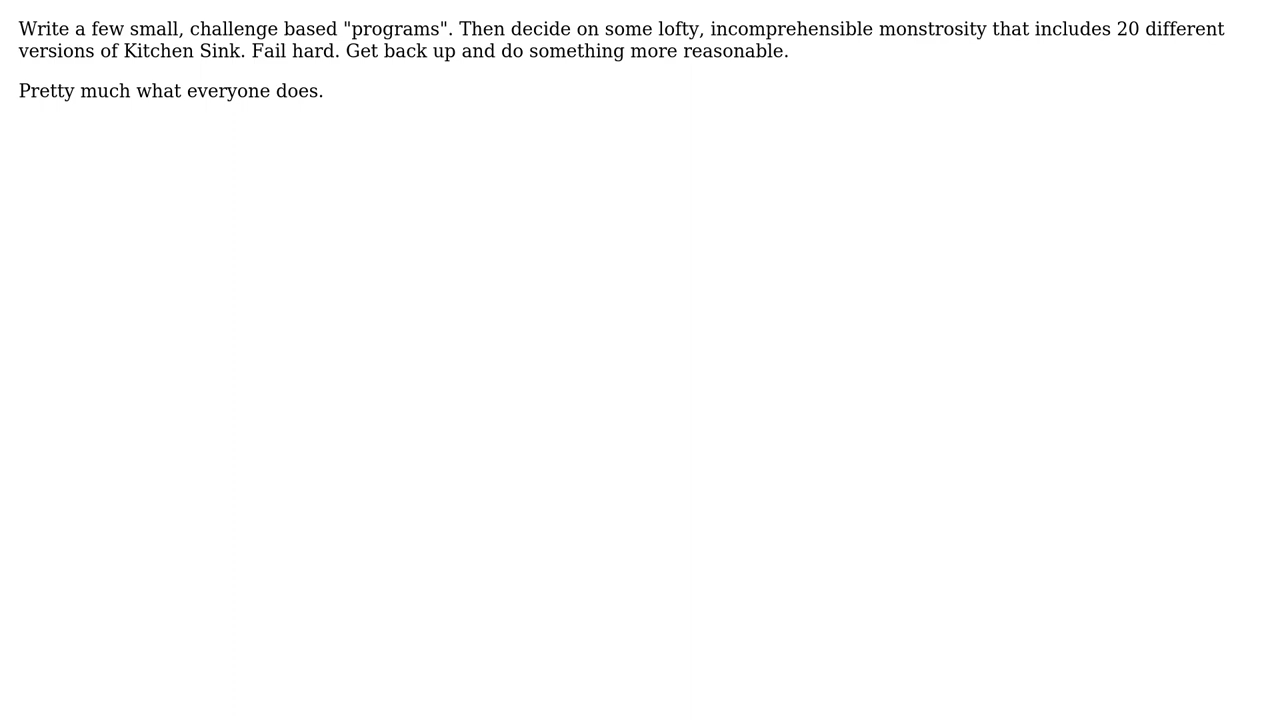 Write a few small, challenge based "programs". Then decide on some lofty, incomprehensible monstrosity that includes 20 different
versions of Kitchen Sink. Fail hard. Get back up and do something more reasonable.
Pretty much what everyone does.